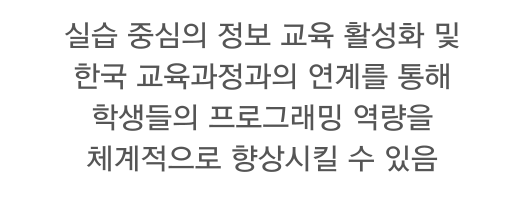 실습 중심의 정보 교육 활성화 및
한국 교육과정과의 연계를 통해
학생들의 프로그래밍 역량을
체계적으로 향상시킬 수 있음